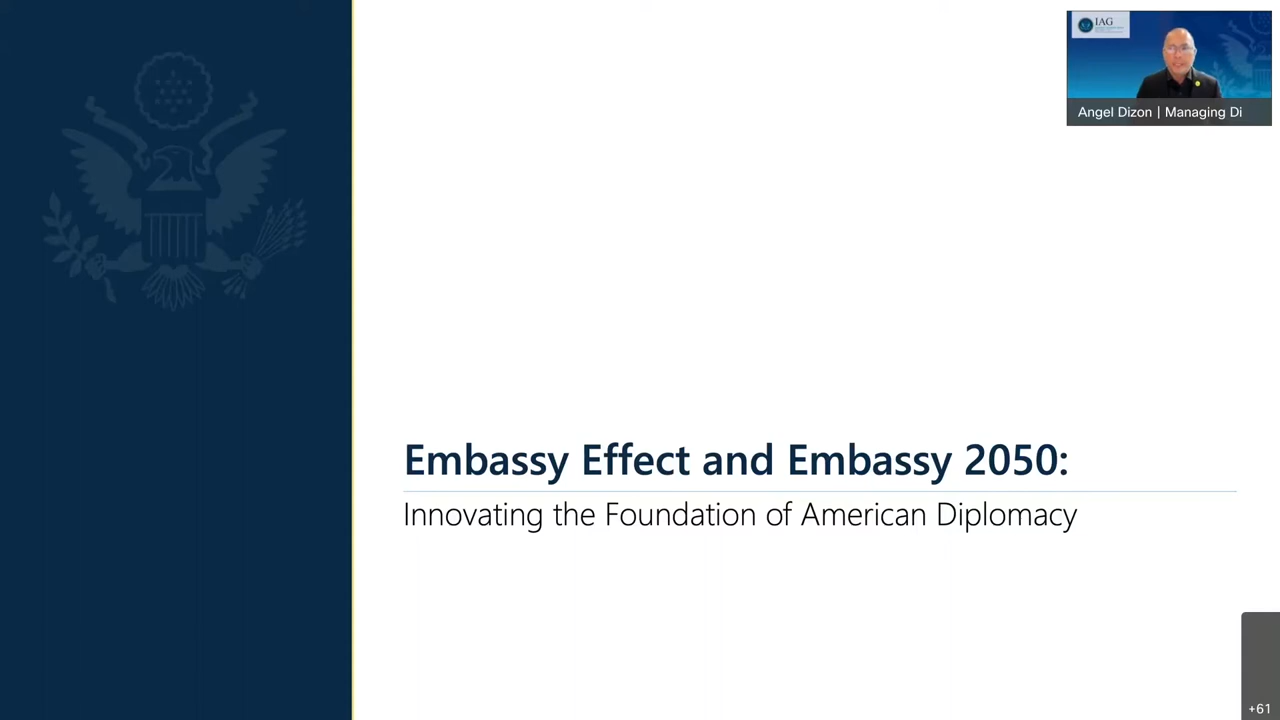 IAG
Angel Dizon | Managing Di
Embassy Effect and Embassy 2050:
Innovating the Foundation of American Diplomacy
+61